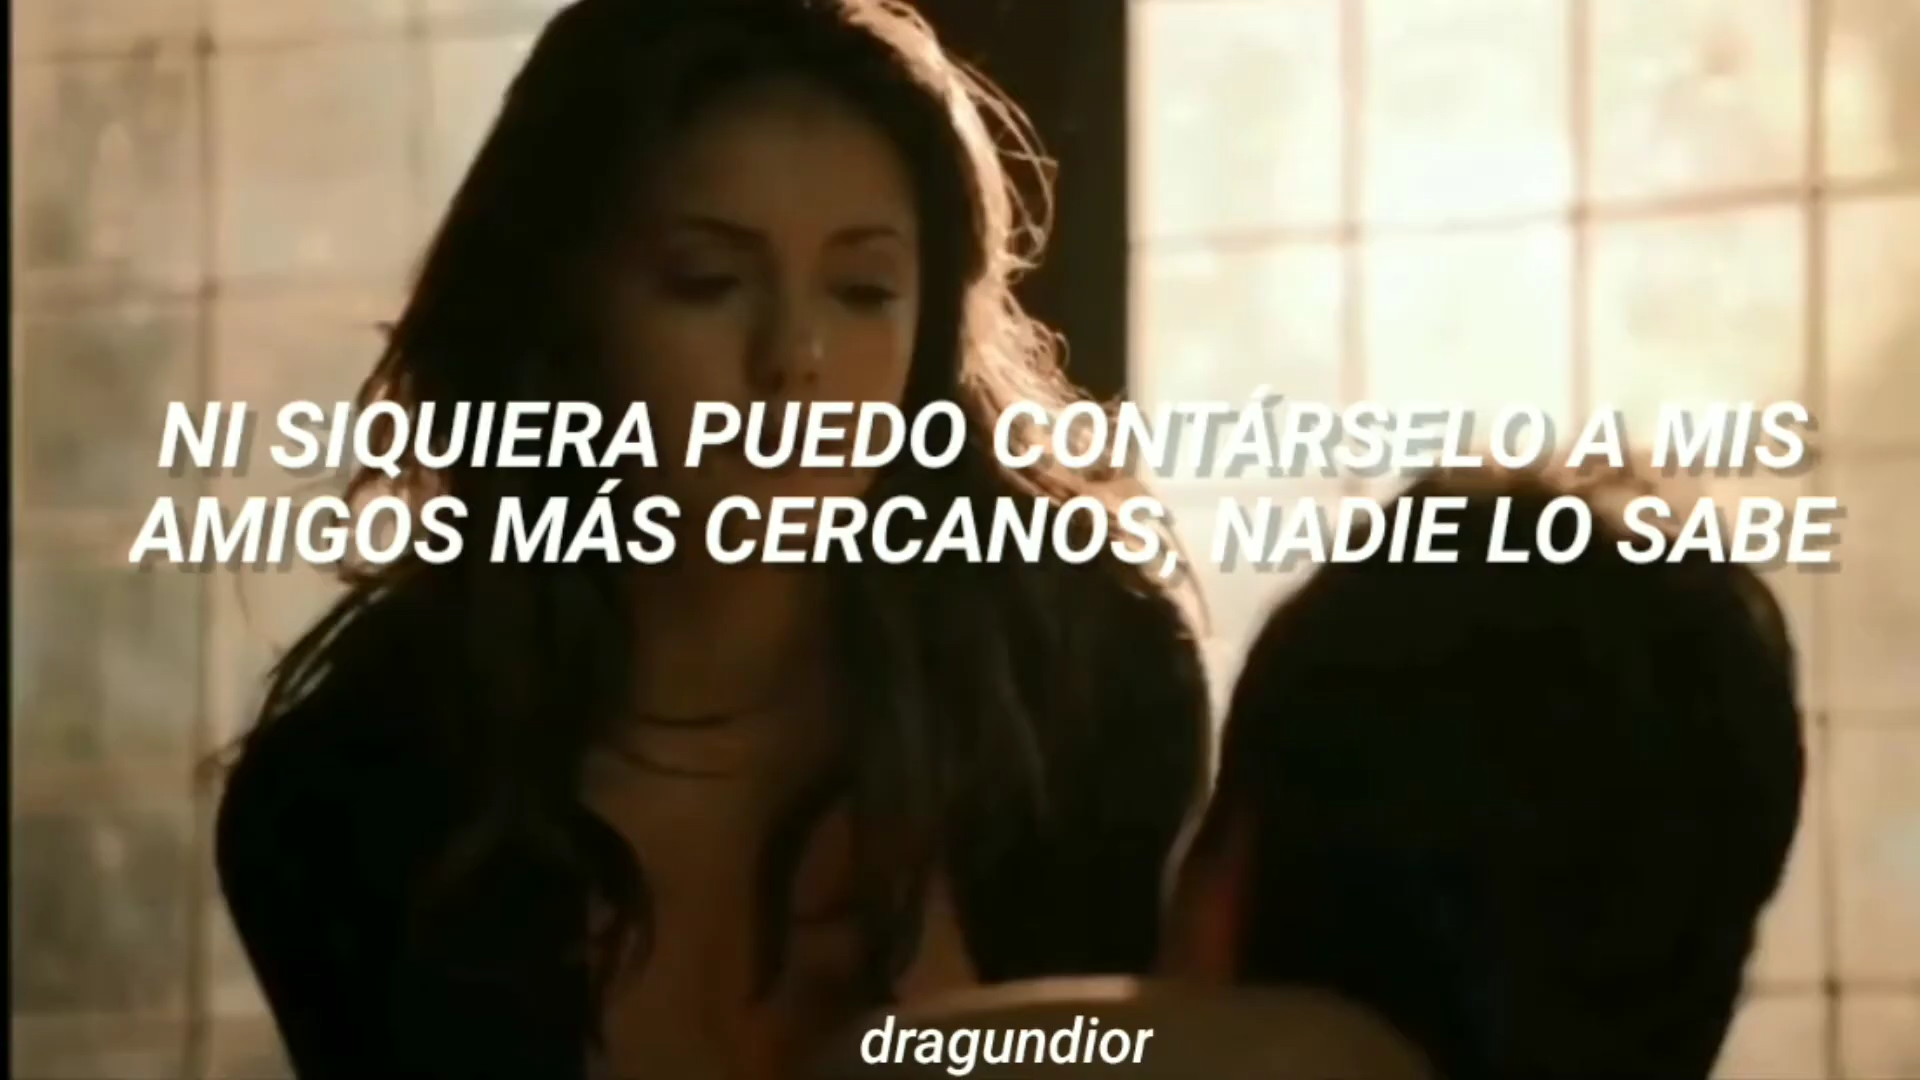 NI SIQUIERA PUEDO CONTÁRSELO A MIS
AMIGOS MÁS CERCANOS, NADIE LO SABE
dragundior